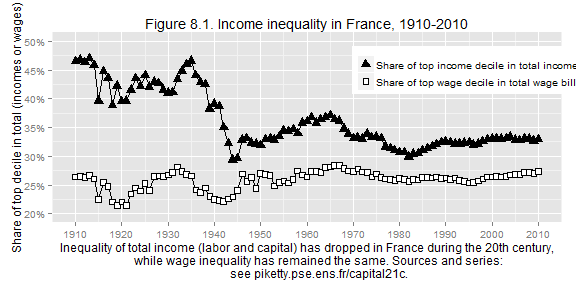 Figure 8.1. Income inequality in France, 1910-2010
Share of top decile in total (incomes or wages)
50%
45%
40%
35%
30%
25%
20%
Share of top income decile in total income
Share of top wage decile in total wage bill
1910
1920
1930
1940
1950
1960
1970
1980
1990
2000
2010
Inequality of total income (labor and capital) has dropped in France during the 20th century,
while wage inequality has remained the same. Sources and series:
see piketty.pse.ens.fr/capital21c.